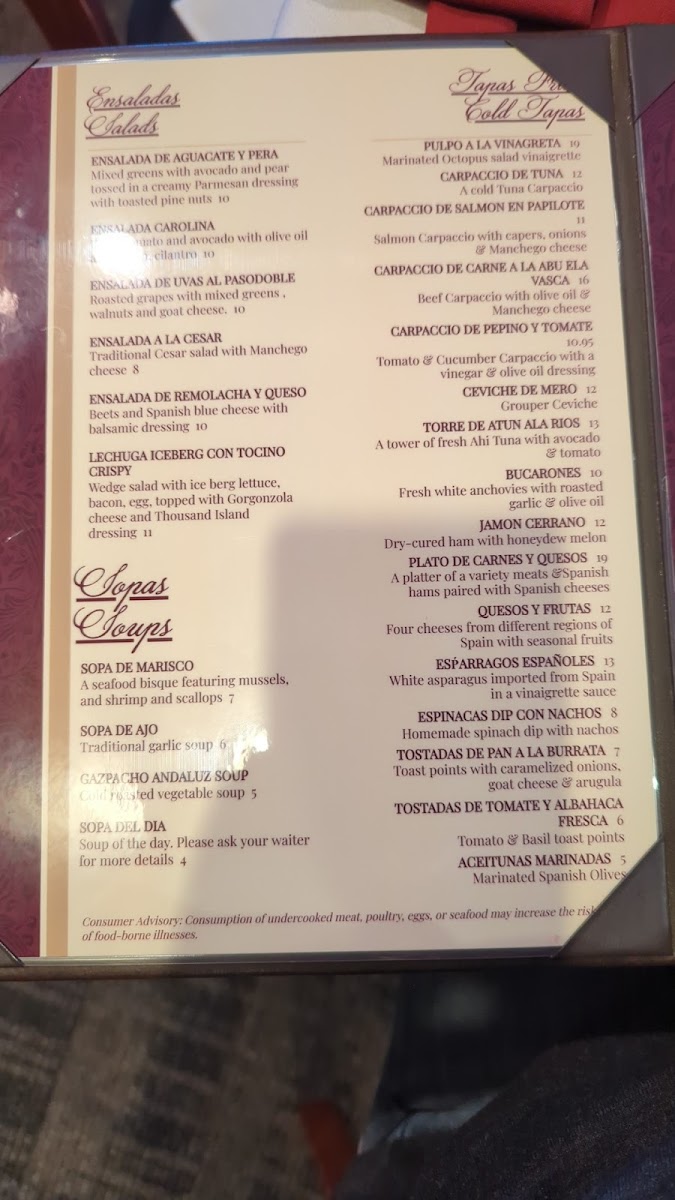 Ensaladas
Salads
ENSALADA DE AGUACATE Y PERA
Mixed greens with avocado and pear
tossed in a creamy Parmesan dressing
with toasted pine nuts 10
ENSALADA CAROLINA
and avocado with olive oil
cilantro 10
ENSALADA DE UVAS AL PASODOBLE
Roasted grapes with mixed greens ,
walnuts and goat cheese. 10
ENSALADA A LA CESAR
Traditional Cesar salad with Manchego
cheese 8
ENSALADA DE REMOLACHA Y QUESO
Beets and Spanish blue cheese with
balsamic dressing 10
LECHUGA ICEBERG CON TOCINO
CRISPY
Wedge salad with ice berg lettuce,
bacon, egg, topped with Gorgonzola
cheese and Thousand Island
dressing 11
Sopas
Soups
SOPA DE MARISCO
A seafood bisque featuring mussels,
and shrimp and scallops 7
SOPA DE AJO
Traditional garlic soup 6
GAZPACHO ANDALUZ SOUP
Cold roasted vegetable soup 5
SOPA DEL DIA
Soup of the day. Please ask your waiter
for more details 4
Tapas
Cold Tapas
PULPO A LA VINAGRETA 19
Marinated Octopus salad vinaigrette
CARPACCIO DE TUNA 12
A cold Tuna Carpaccio
CARPACCIO DE SALMON EN PAPILOTE
11
Salmon Carpaccio with capers, onions
& Manchego cheese
CARPACCIO DE CARNE A LA ABU ELA
VASCA 16
Beef Carpaccio with olive oil &
Manchego cheese
CARPACCIO DE PEPINO Y TOMATE
10.95
Tomato & Cucumber Carpaccio with a
vinegar & olive oil dressing
CEVICHE DE MERO 12
Grouper Ceviche
TORRE DE ATUN ALA RIOS 13
A tower of fresh Ahi Tuna with avocado
& tomato
BUCARONES 10
Fresh white anchovies with roasted
garlic & olive oil
JAMON CERRANO 12
Dry-cured ham with honeydew melon
PLATO DE CARNES Y QUESOS 19
A platter of a variety meats &Spanish
hams paired with Spanish cheeses
QUESOS Y FRUTAS 12
Four cheeses from different regions of
Spain with seasonal fruits
ESPARRAGOS ESPAÑOLES 13
White asparagus imported from Spain
in a vinaigrette sauce
ESPINACAS DIP CON NACHOS 8
Homemade spinach dip with nachos
TOSTADAS DE PAN A LA BURRATA 7
Toast points with caramelized onions,
goat cheese & arugula
TOSTADAS DE TOMATE Y ALBAHACA
FRESCA 6
Tomato & Basil toast points
ACEITUNAS MARINADAS 5
Marinated Spanish Olives
Consumer Advisory: Consumption of undercooked meat, poultry, eggs, or seafood may increase the risk
of food-borne illnesses.